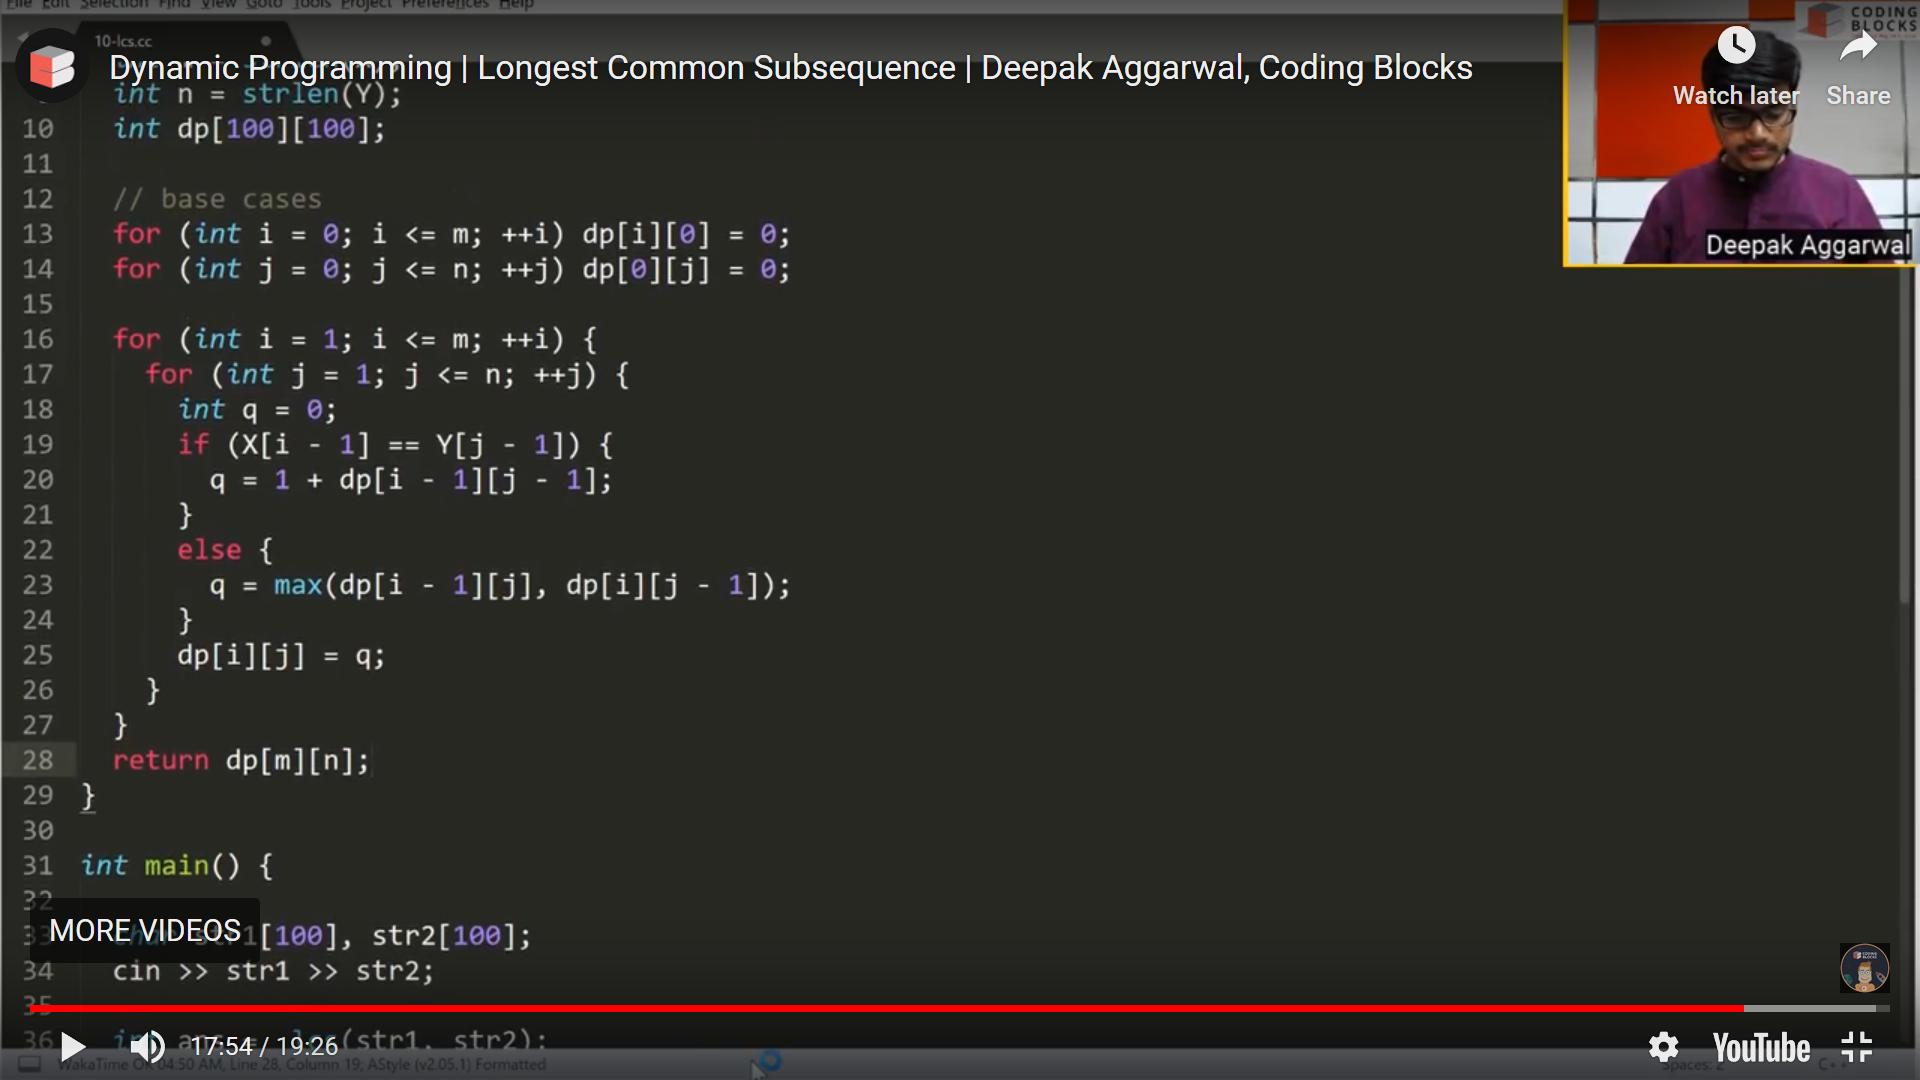 File Edit Selection Find View Goto Tools Project Preferences Help
CODING
BLOCKS
10-lcs.cc
Dynamic Programming | Longest Common Subsequence | Deepak Aggarwal, Coding Blocks
Watch later Share
Deepak Aggarwal
int n = strlen(Y);
10 int dp[100][100];
11
12 // base cases
13 for (int i = 0; i <= m; ++i) dp[i][0] = 0;
14 for (int j = 0; j <= n; ++j) dp[0][j] = 0;
15
16 for (int i = 1; i <= m; ++i) {
17 for (int j = 1; j <= n; ++j) {
18 int q = 0;
19 if (X[i - 1] == Y[j - 1]) {
20 q = 1 + dp[i - 1][j - 1];
21 }
22 else {
23 q = max(dp[i - 1][j], dp[i][j - 1]);
24 }
25 dp[i][j] = q;
26 }
27 }
28 return dp[m][n];
29 }
30
31 int main() {
32
MORE VIDEOS
33 char str1[100], str2[100];
34 cin >> str1 >> str2;
35
36 int ans = lcs(str1, str2);
17:54 / 19:26
YouTube
WakaTime OK 04:50 AM, Line 28, Column 19, AStyle (v2.05.1) Formatted
Spaces: 2
C++